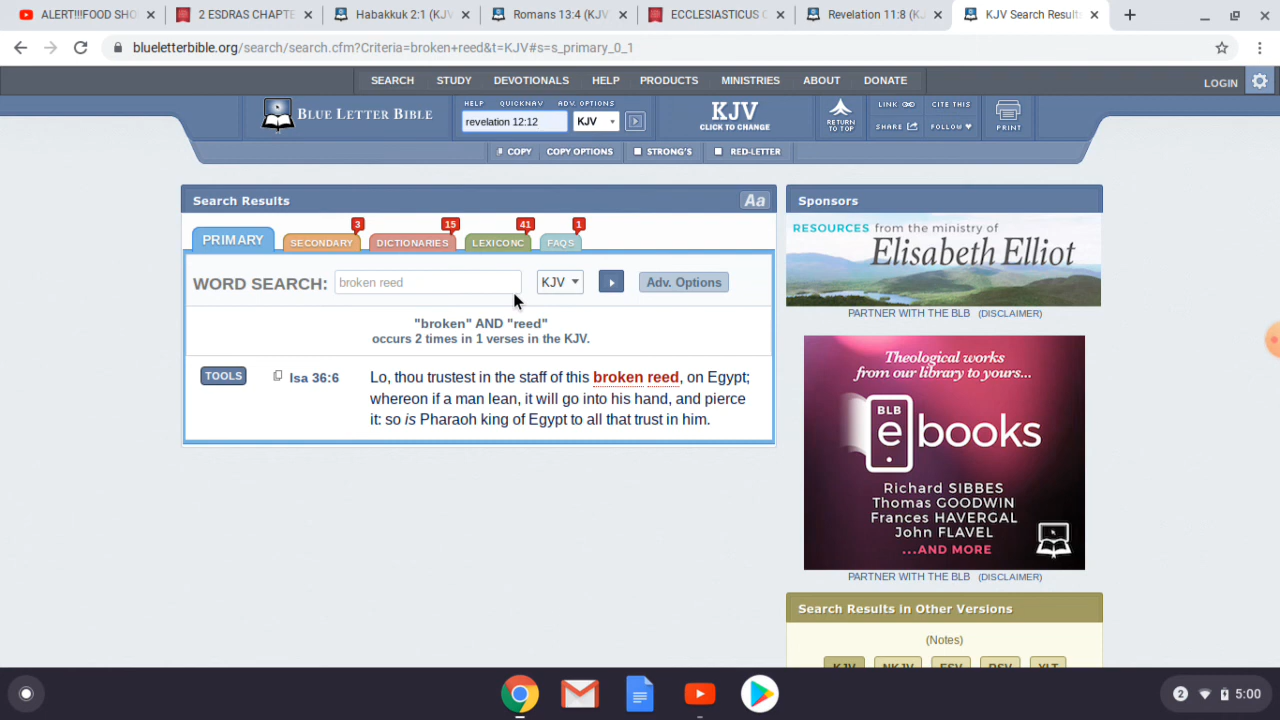 ALERT!!!FOOD SHO
2 ESDRAS CHAPTE
Habakkuk 2:1 (KJV
Romans 13:4 (KJV
ECCLESIASTICUS C
Revelation 11:8 (KJV
KJV Search Results
blueletterbible.org/search/search.cfm?Criteria=broken+reed&t=KJV#s=s_primary_0_1
SEARCH STUDY DEVOTIONALS HELP PRODUCTS MINISTRIES ABOUT DONATE
LOGIN
BLUE LETTER BIBLE
HELP QUICKNAV ADV. OPTIONS
revelation 12:12 KJV
KJV
CLICK TO CHANGE
RETURN
TO TOP
LINK CITE THIS
SHARE FOLLOW
PRINT
COPY COPY OPTIONS STRONG'S RED-LETTER
Search Results Aa
3 15 41 1
PRIMARY SECONDARY DICTIONARIES LEXICONC FAQS
WORD SEARCH: broken reed KJV Adv. Options
"broken" AND "reed"
occurs 2 times in 1 verses in the KJV.
TOOLS Isa 36:6 Lo, thou trustest in the staff of this broken reed, on Egypt;
whereon if a man lean, it will go into his hand, and pierce
it: so is Pharaoh king of Egypt to all that trust in him.
Sponsors
RESOURCES from the ministry of
Elisabeth Elliot
PARTNER WITH THE BLB (DISCLAIMER)
Theological works
from our library to yours...
BLB
ebooks
Richard SIBBES
Thomas GOODWIN
Frances HAVERGAL
John FLAVEL
...AND MORE
PARTNER WITH THE BLB (DISCLAIMER)
Search Results in Other Versions
(Notes)
KJV NKJV ESV RSV YLT
2 5:00